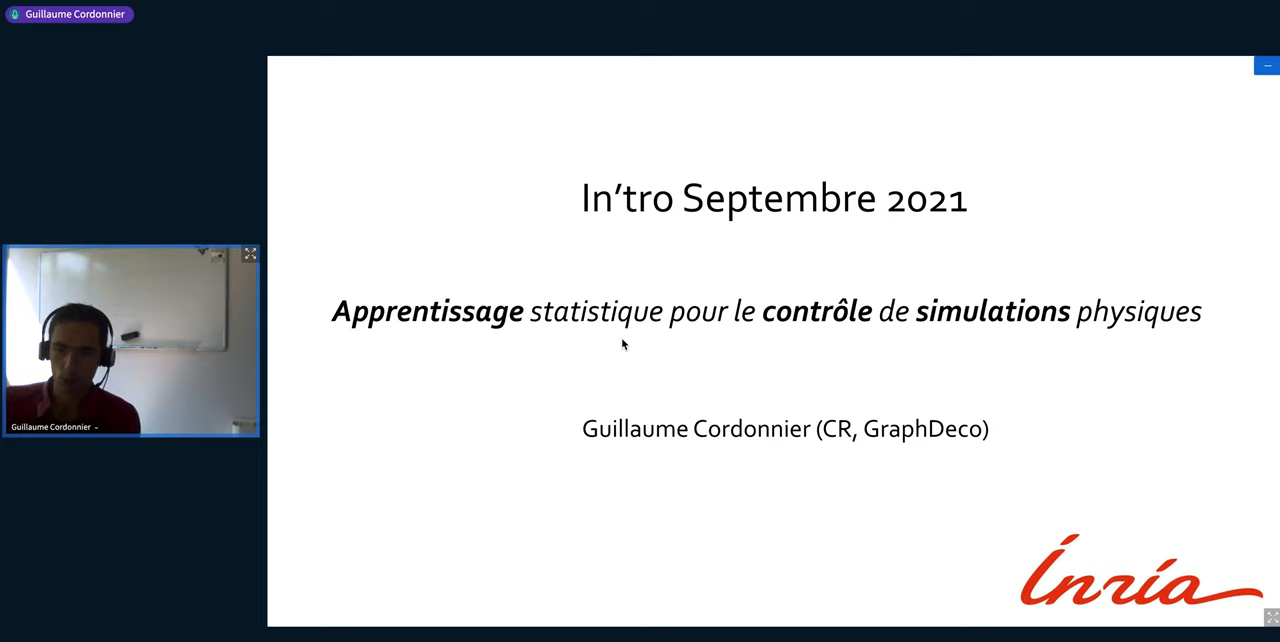 Guillaume Cordonnier
In’tro Septembre 2021
Apprentissage statistique pour le contrôle de simulations physiques
Guillaume Cordonnier
Guillaume Cordonnier (CR, GraphDeco)
Inria